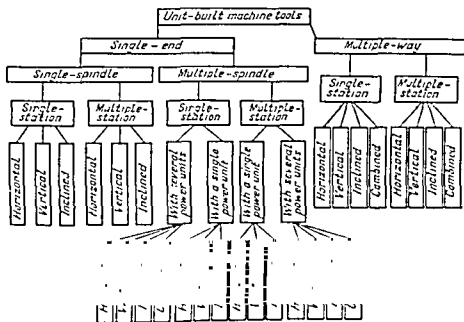 Unit-built machine tools
Single-end
Multiple-way
Single-spindle
Multiple-spindle
Single-
station
Multiple-
station
Single-
station
Multiple-
station
Single-
station
Multiple-
station
Horizontal
Vertical
Inclined
Horizontal
Vertical
Inclined
With several
power units
With a single
power unit
With a single
power unit
With several
power units
Horizontal
Vertical
Inclined
Combined
Horizontal
Vertical
Inclined
Combined